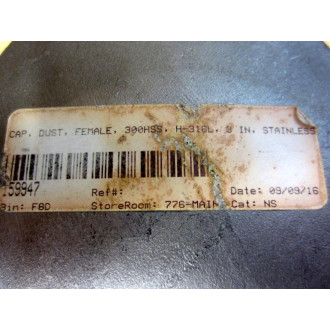 CAP, DUST, FEMALE, 300HSS, H-316L, IN, STAINLESS
159947
Ref#:
Date: 09/09/16
Bin: F8D
StoreRoom: 776-MAIN
Cat: NS